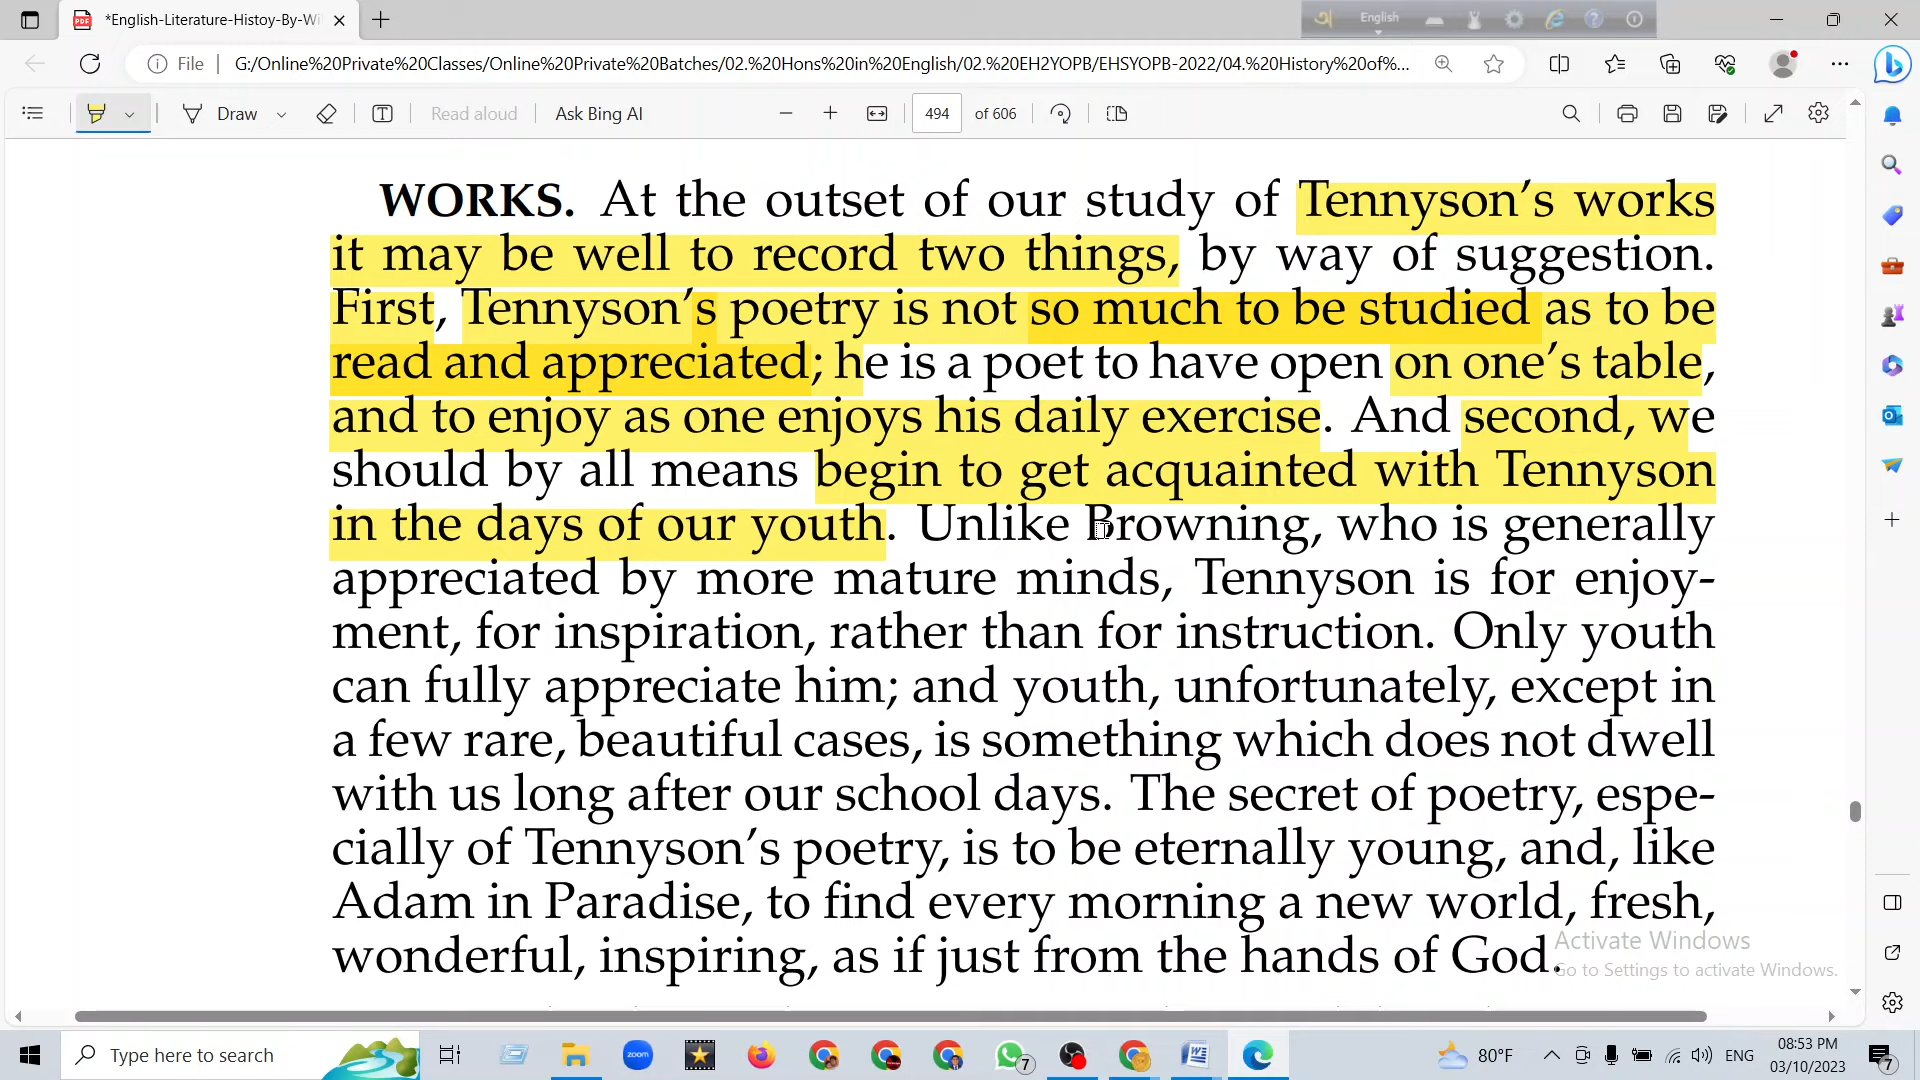 *English-Literature-Histoy-By-Wi
English
File
G:/Online%20Private%20Classes/Online%20Private%20Batches/02.%20Hons%20in%20English/02.%20EH2YOPB/EHSYOPB-2022/04.%20History%20of%...
Draw
Read aloud
Ask Bing AI
494
of 606
WORKS. At the outset of our study of Tennyson’s works
it may be well to record two things, by way of suggestion.
First, Tennyson’s poetry is not so much to be studied as to be
read and appreciated; he is a poet to have open on one’s table,
and to enjoy as one enjoys his daily exercise. And second, we
should by all means begin to get acquainted with Tennyson
in the days of our youth. Unlike Browning, who is generally
appreciated by more mature minds, Tennyson is for enjoy-
ment, for inspiration, rather than for instruction. Only youth
can fully appreciate him; and youth, unfortunately, except in
a few rare, beautiful cases, is something which does not dwell
with us long after our school days. The secret of poetry, espe-
cially of Tennyson’s poetry, is to be eternally young, and, like
Adam in Paradise, to find every morning a new world, fresh,
wonderful, inspiring, as if just from the hands of God.
Activate Windows
Go to Settings to activate Windows.
Type here to search
zoom
7
80°F
ENG
08:53 PM
03/10/2023
7